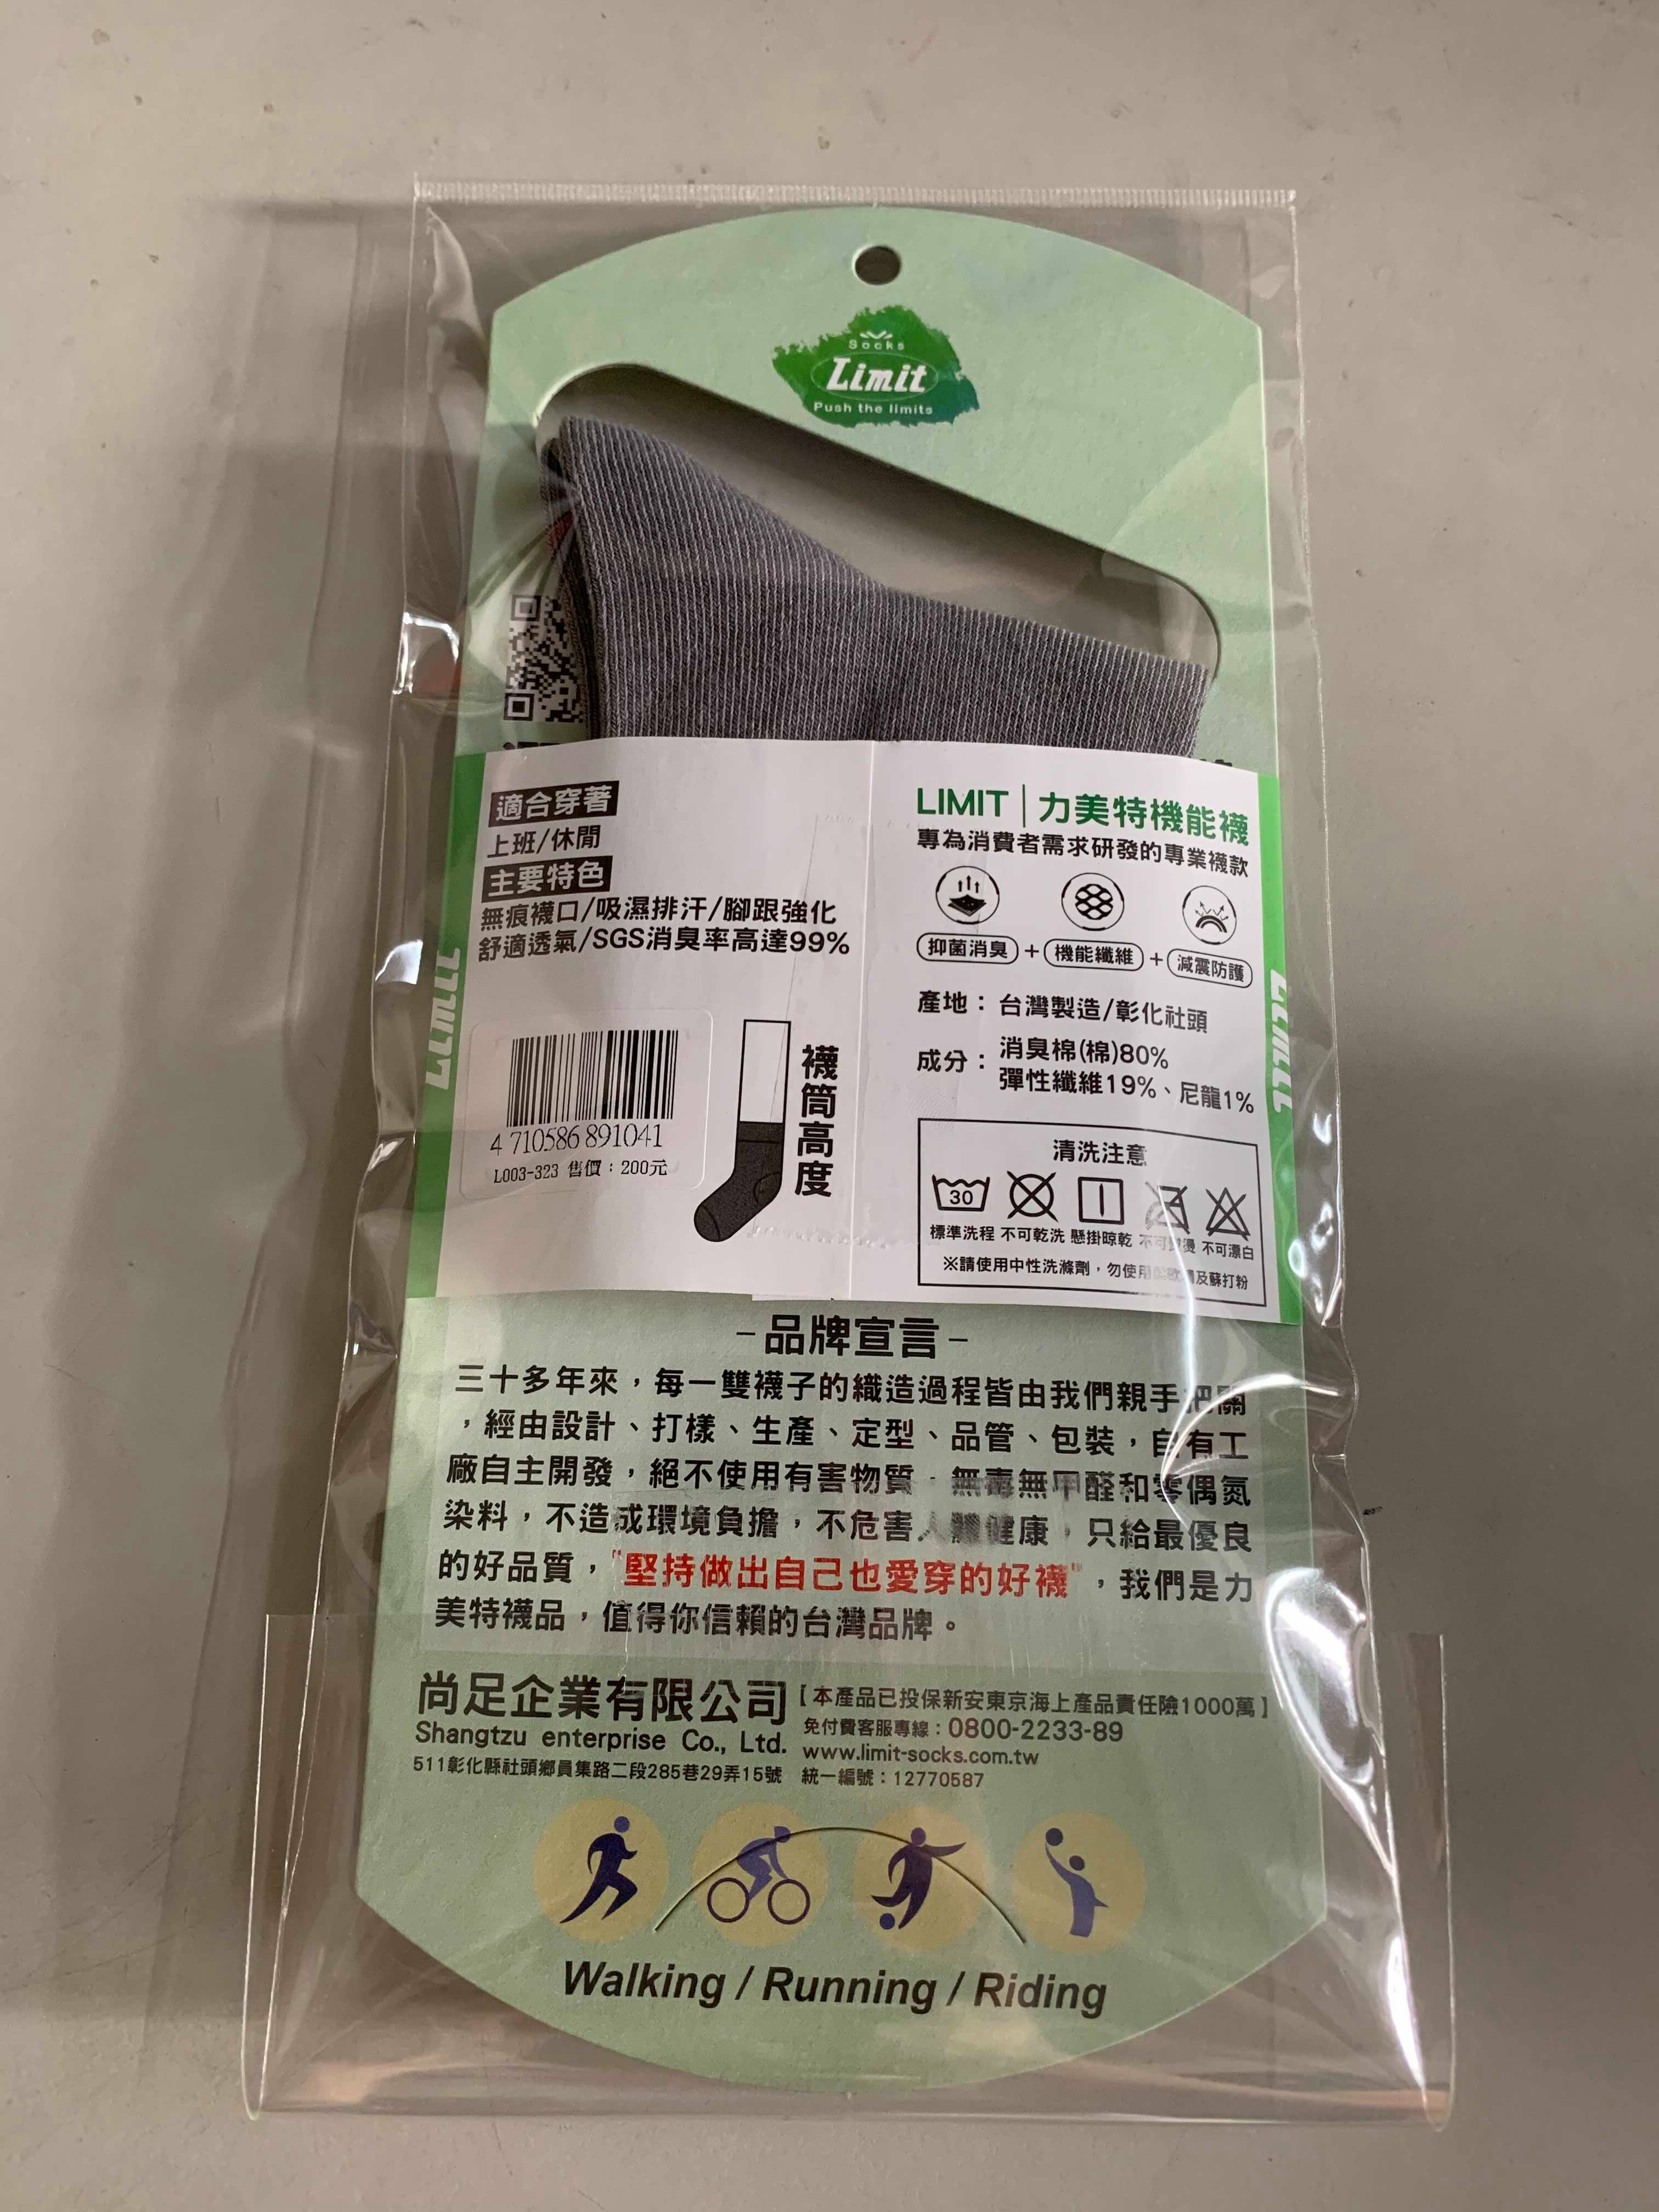 Socks
Limit
Push the limits
適合穿著
上班/休閒
主要特色
無痕襪口/吸濕排汗/腳跟強化
舒適透氣/SGS消臭率高達99%
4 710586 891041
L003-323 售價：200元
襪筒高度
LIMIT | 力美特機能襪
專為消費者需求研發的專業襪款
抑菌消臭 + 機能纖維 + 減震防護
產地：台灣製造/彰化社頭
成分：消臭棉(棉)80%
彈性纖維19%、尼龍1%
清洗注意
30
標準洗程 不可乾洗 懸掛晾乾 不可 不可漂白
※請使用中性洗滌劑，勿使用 及蘇打粉
Limit
Limit
–品牌宣言–
三十多年來，每一雙襪子的織造過程皆由我們親手把關
，經由設計、打樣、生產、定型、品管、包裝，自有工
廠自主開發，絕不使用有害物質，無毒無甲醛和零偶氮
染料，不造成環境負擔，不危害人體健康，只給最優良
的好品質，"堅持做出自己也愛穿的好襪"，我們是力
美特襪品，值得你信賴的台灣品牌。
尚足企業有限公司
Shangtzu enterprise Co., Ltd.
511彰化縣社頭鄉員集路二段285巷29弄15號
【本產品已投保新安東京海上產品責任險1000萬】
免付費客服專線：0800-2233-89
www.limit-socks.com.tw
統一編號：12770587
Walking / Running / Riding